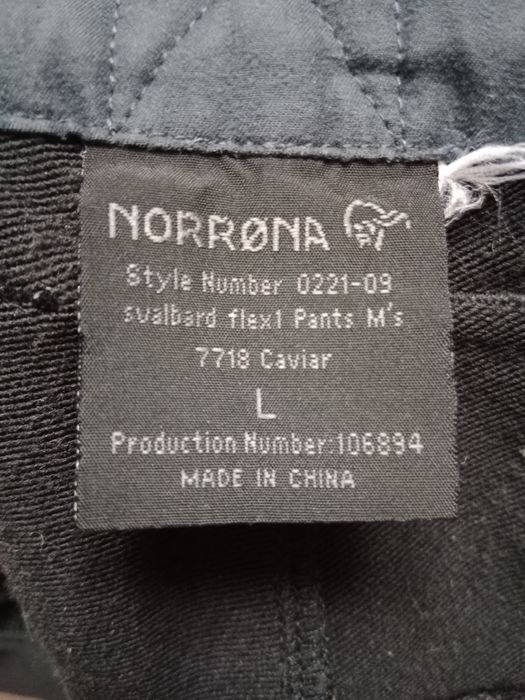 NORRØNA
Style Number 0221-09
svalbard flex1 Pants M's
7718 Caviar
L
Production Number:106894
MADE IN CHINA